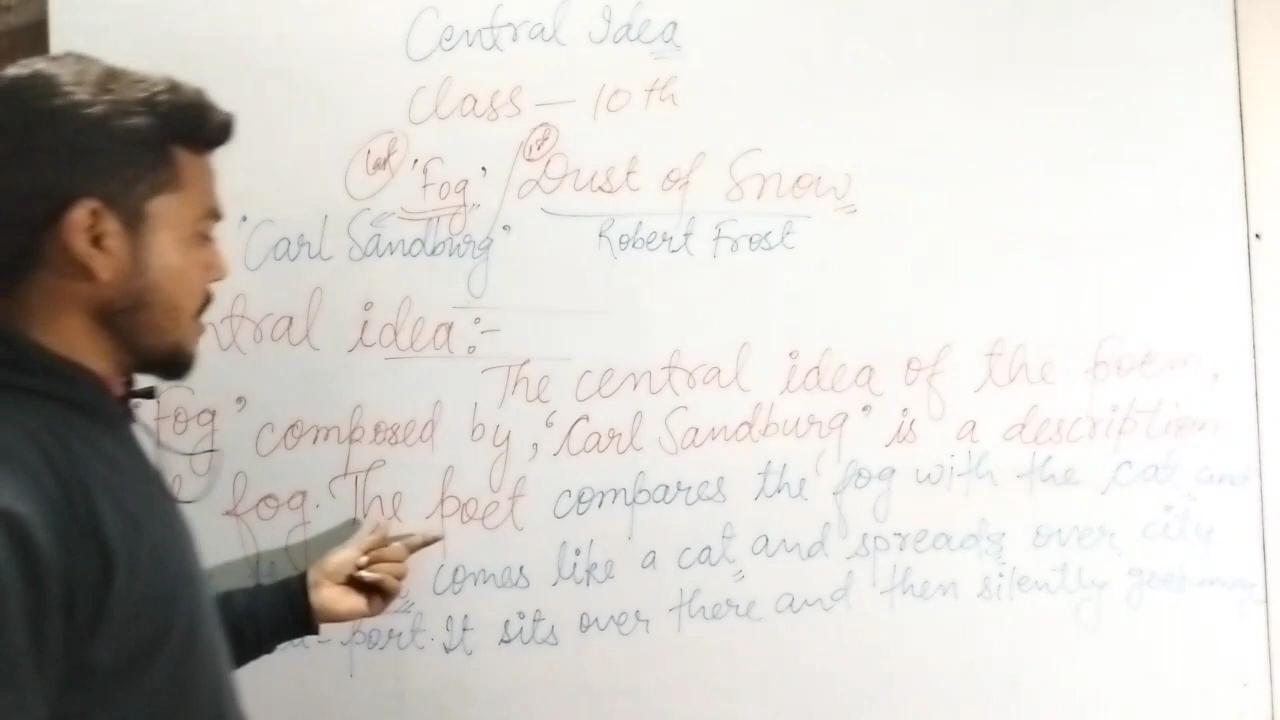 Central Idea
Class – 10th
Last 'Fog' / 1st Dust of Snow
"Carl Sandburg" Robert Frost
ntral idea:-
The central idea of the Poem,
'Fog' composed by, "Carl Sandburg" is a description
fog. The poet compares the fog with the cat and
comes like a cat and spreads over city
port. It sits over there and then silently